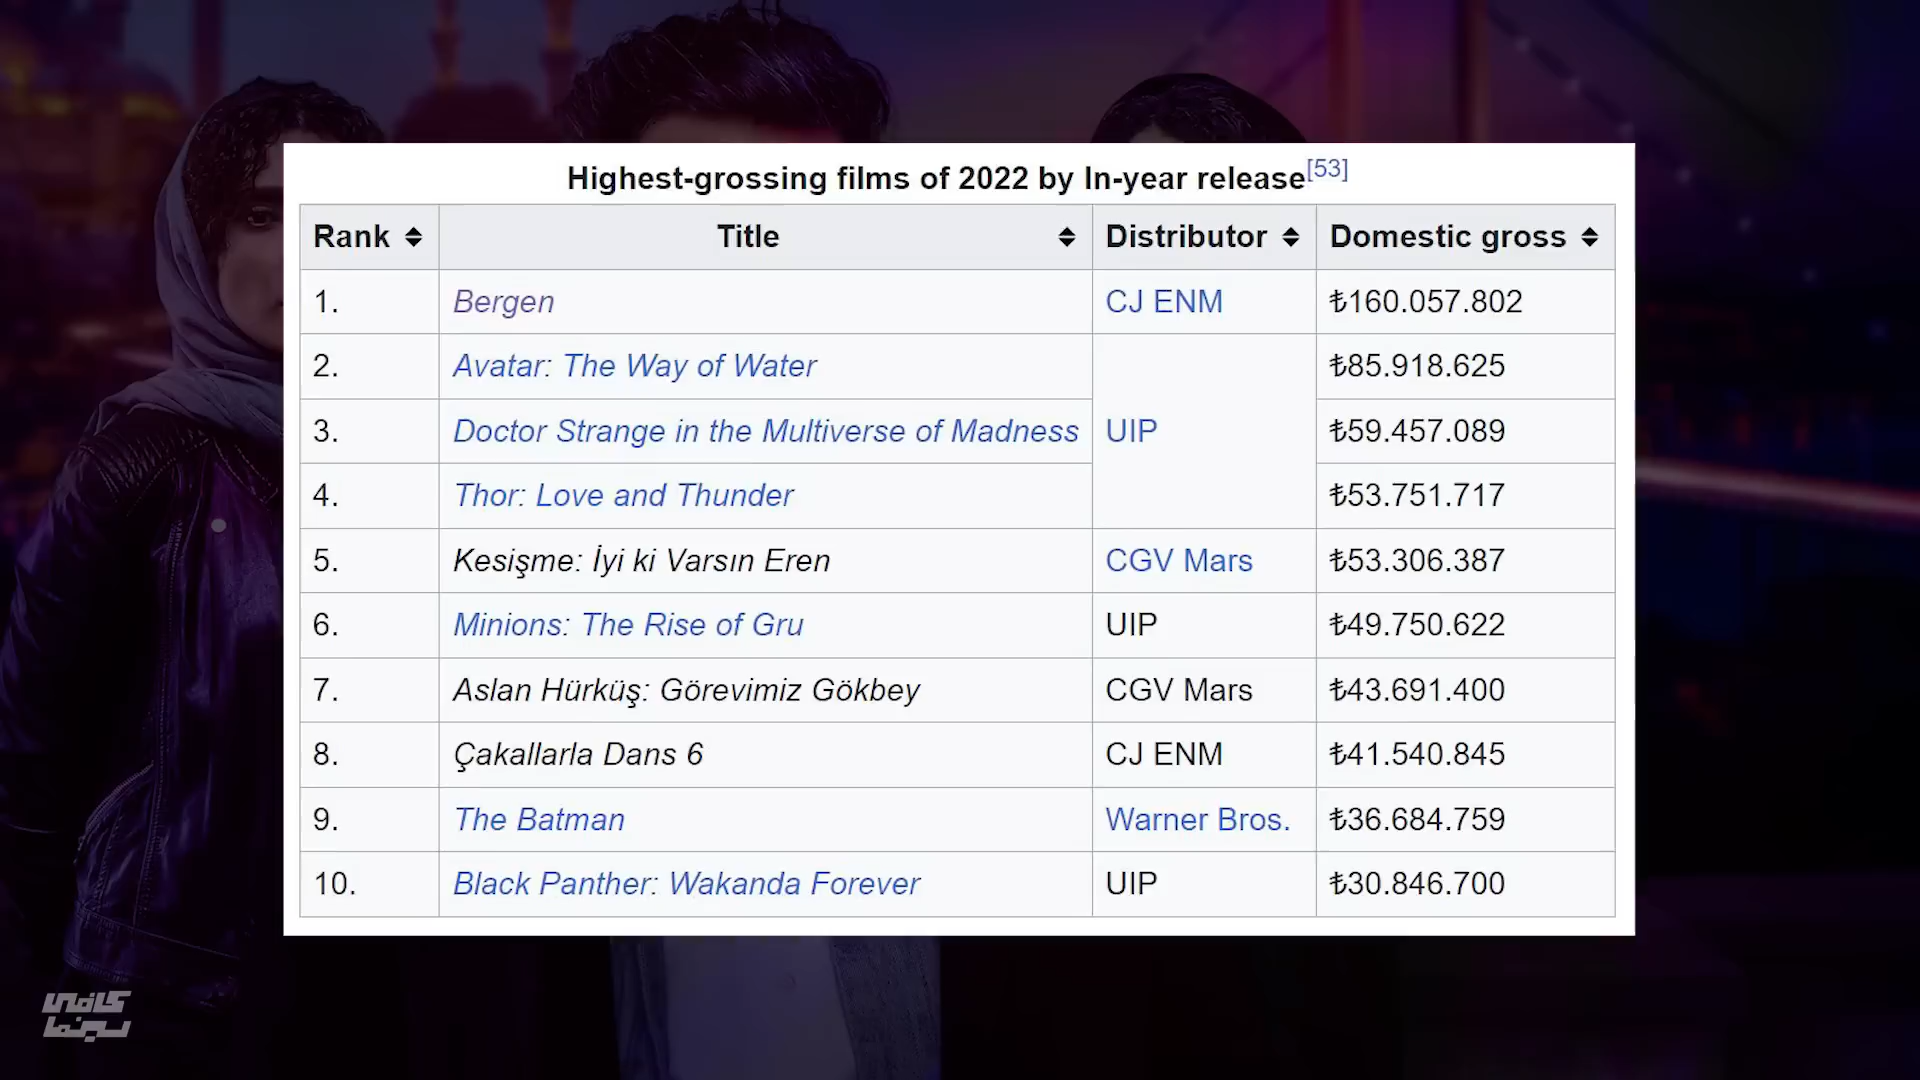 Highest-grossing films of 2022 by In-year release[53]
Rank Title Distributor Domestic gross
1. Bergen CJ ENM ₺160.057.802
2. Avatar: The Way of Water ₺85.918.625
3. Doctor Strange in the Multiverse of Madness UIP ₺59.457.089
4. Thor: Love and Thunder ₺53.751.717
5. Kesişme: İyi ki Varsın Eren CGV Mars ₺53.306.387
6. Minions: The Rise of Gru UIP ₺49.750.622
7. Aslan Hürküş: Görevimiz Gökbey CGV Mars ₺43.691.400
8. Çakallarla Dans 6 CJ ENM ₺41.540.845
9. The Batman Warner Bros. ₺36.684.759
10. Black Panther: Wakanda Forever UIP ₺30.846.700
کافی
سینما